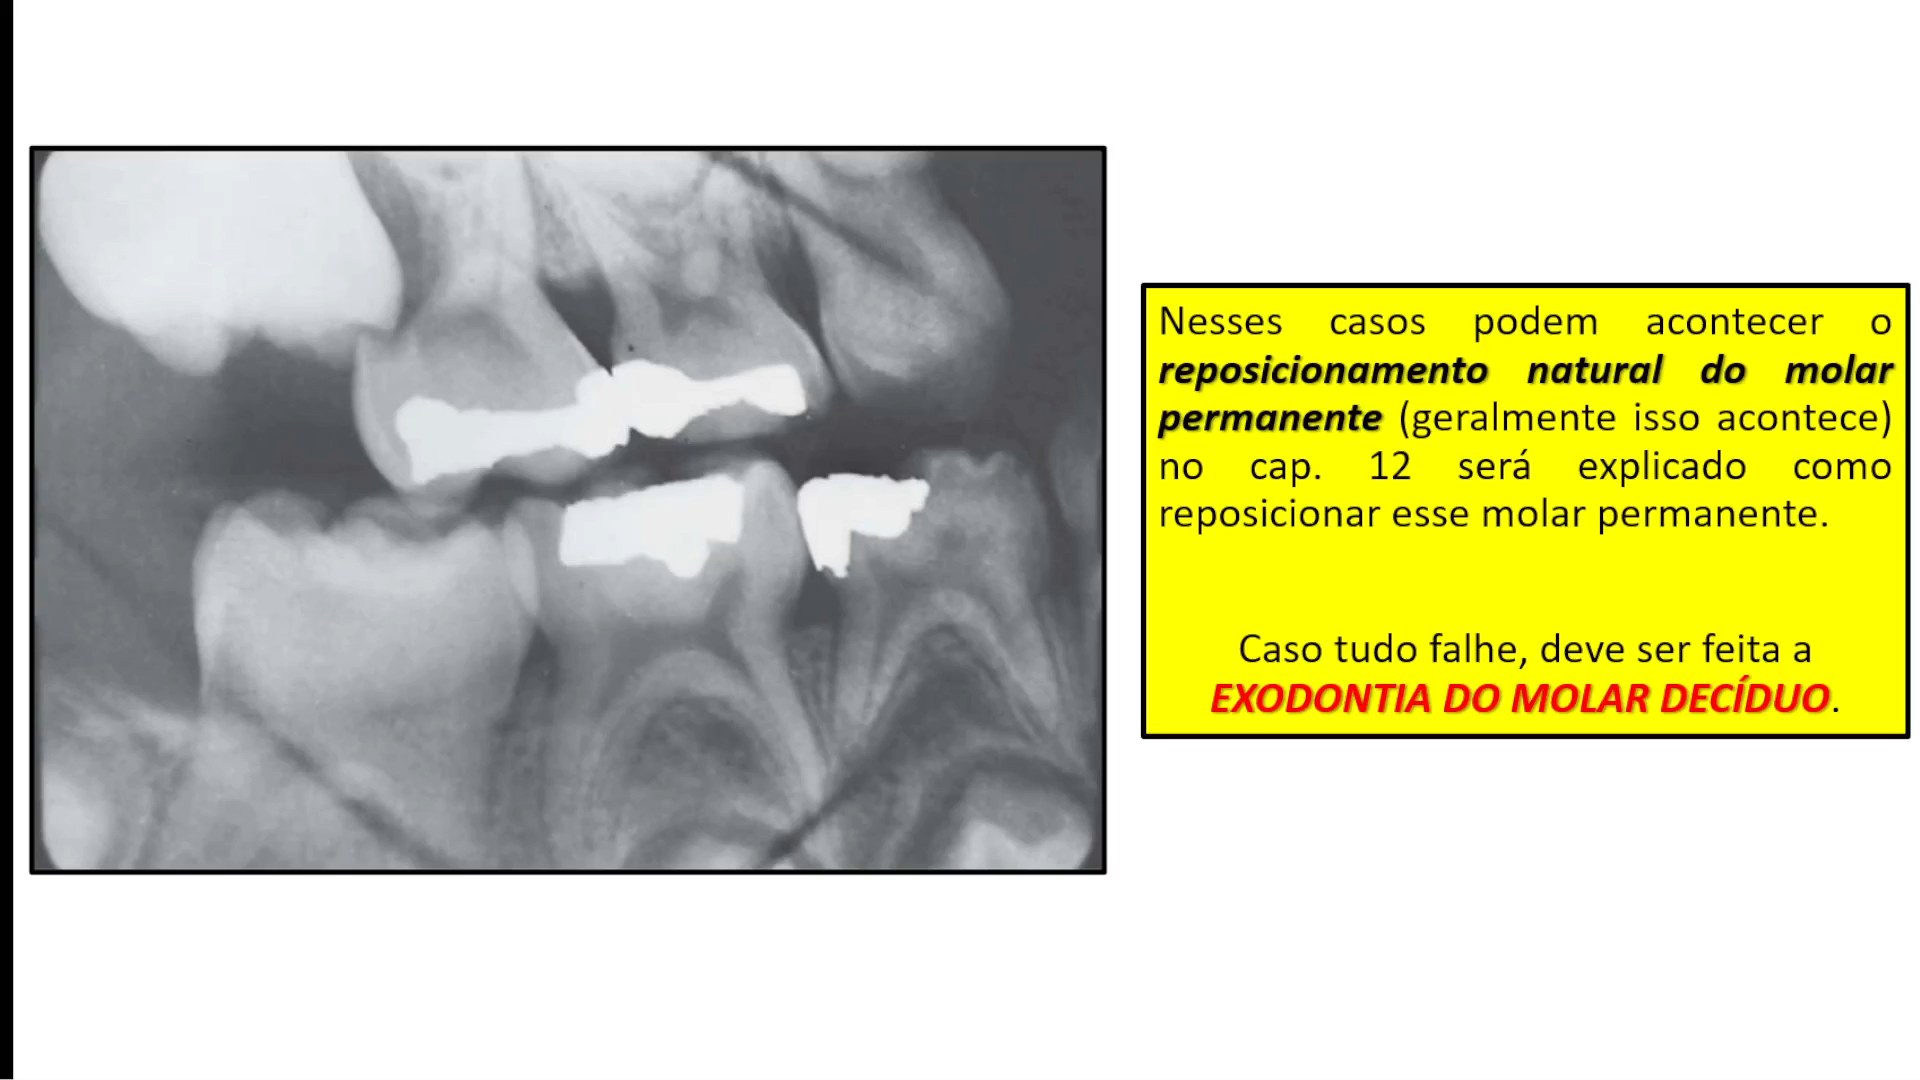 Nesses casos podem acontecer o
reposicionamento natural do molar
permanente (geralmente isso acontece)
no cap. 12 será explicado como
reposicionar esse molar permanente.
Caso tudo falhe, deve ser feita a
EXODONTIA DO MOLAR DECÍDUO.